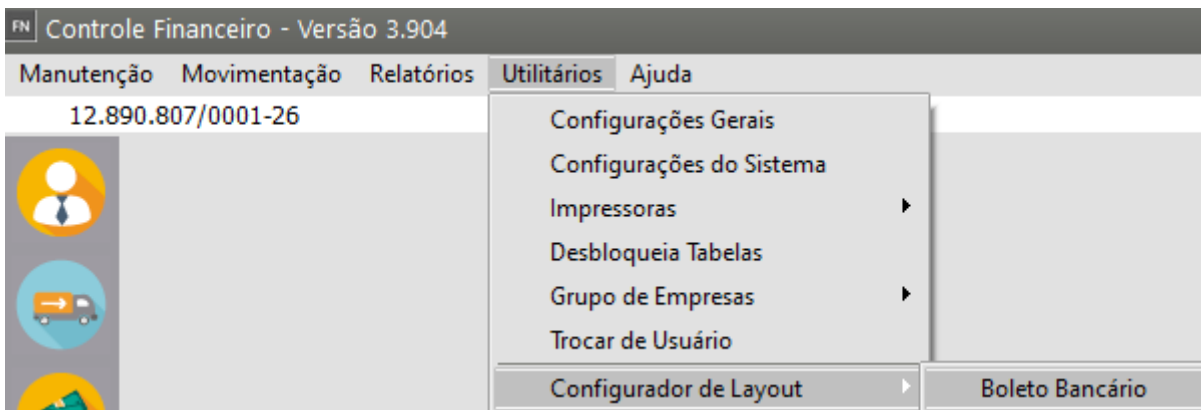 FN Controle Financeiro - Versão 3.904
Manutenção Movimentação Relatórios Utilitários Ajuda
12.890.807/0001-26
Configurações Gerais
Configurações do Sistema
Impressoras
Desbloqueia Tabelas
Grupo de Empresas
Trocar de Usuário
Configurador de Layout
Boleto Bancário